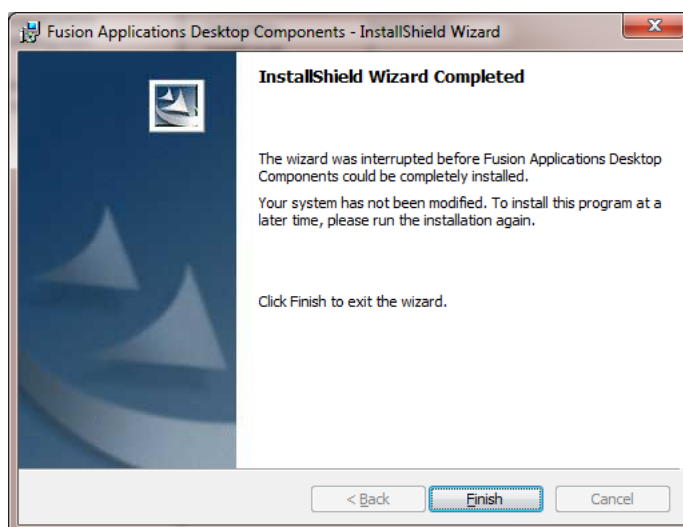 Fusion Applications Desktop Components - InstallShield Wizard
InstallShield Wizard Completed
The wizard was interrupted before Fusion Applications Desktop
Components could be completely installed.
Your system has not been modified. To install this program at a
later time, please run the installation again.
Click Finish to exit the wizard.
< Back
Finish
Cancel